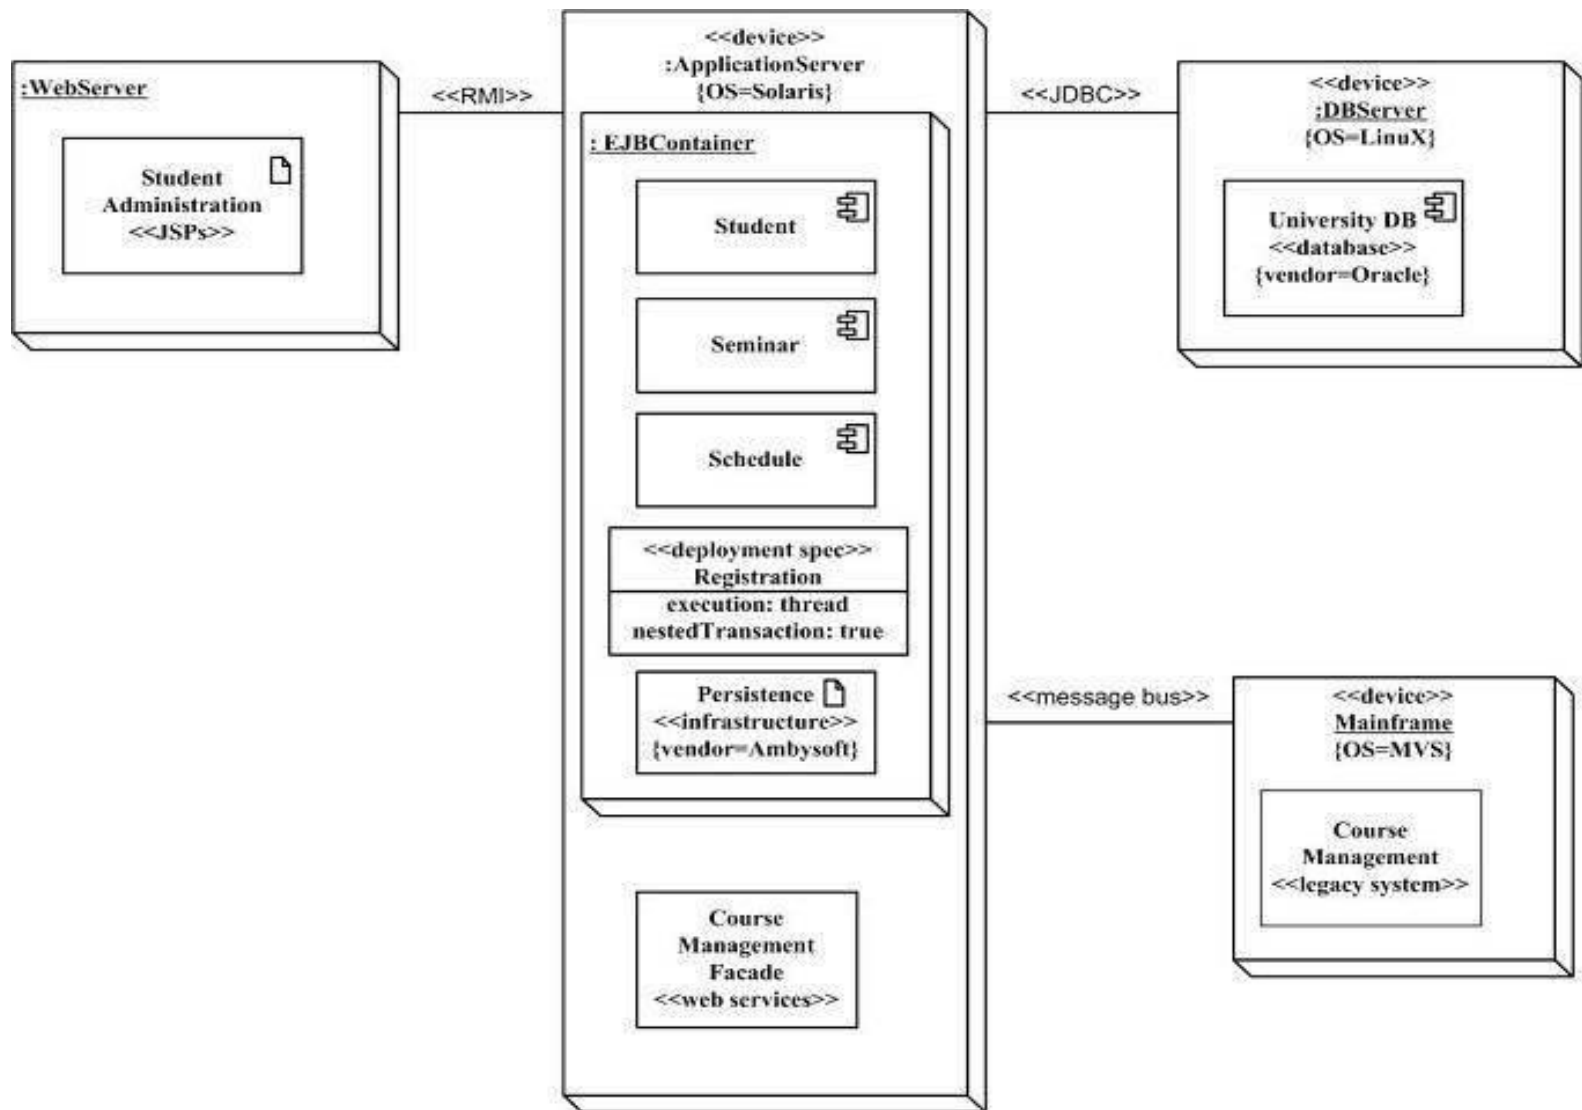 :WebServer
Student
Administration
<<JSPs>>
<<RMI>>
<<device>>
:ApplicationServer
{OS=Solaris}
: EJBContainer
Student
Seminar
Schedule
<<deployment spec>>
Registration
execution: thread
nestedTransaction: true
Persistence
<<infrastructure>>
{vendor=Ambysoft}
Course
Management
Facade
<<web services>>
<<JDBC>>
<<device>>
:DBServer
{OS=LinuX}
University DB
<<database>>
{vendor=Oracle}
<<message bus>>
<<device>>
Mainframe
{OS=MVS}
Course
Management
<<legacy system>>